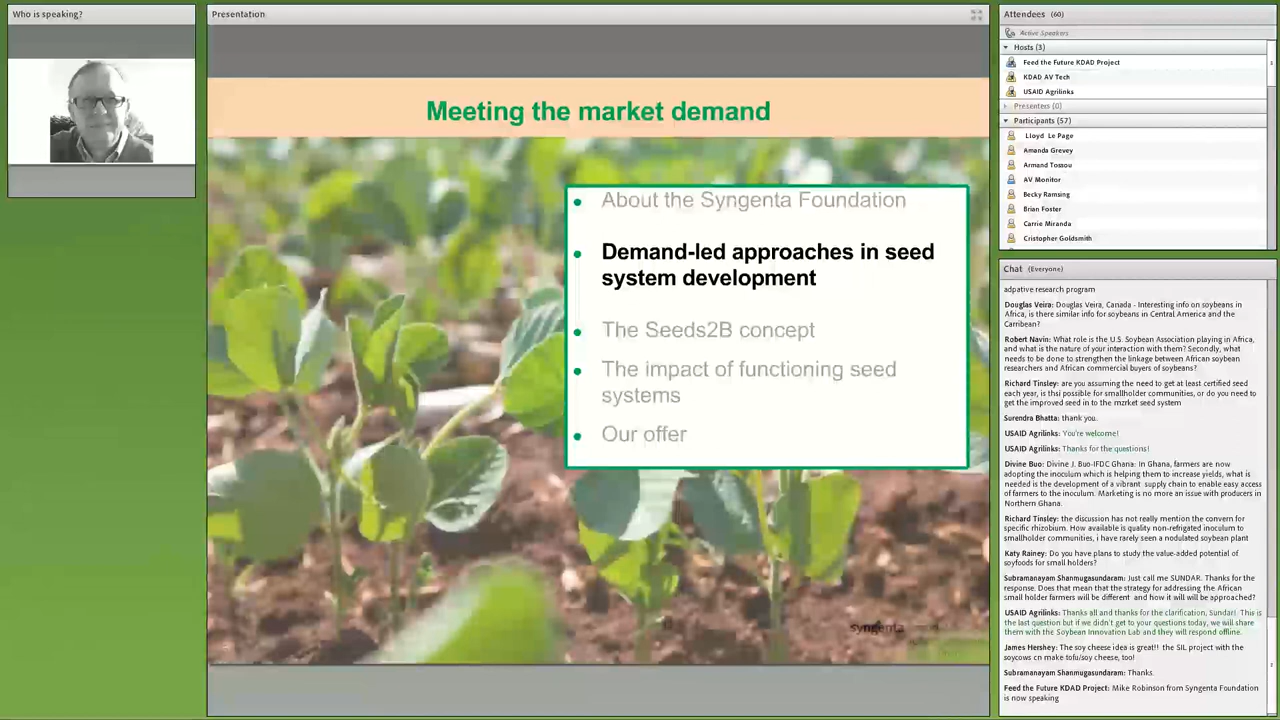 Who is speaking?
Presentation
Meeting the market demand
About the Syngenta Foundation
Demand-led approaches in seed
system development
The Seeds2B concept
The impact of functioning seed
systems
Our offer
syngenta
Attendees (60)
Active Speakers
Hosts (3)
Feed the Future KDAD Project
KDAD AV Tech
USAID Agrilinks
Presenters (0)
Participants (57)
Lloyd Le Page
Amanda Grevey
Armand Tossou
AV Monitor
Becky Ramsing
Brian Foster
Carrie Miranda
Cristopher Goldsmith
Chat (Everyone)
adpative research program
Douglas Veira: Douglas Veira, Canada - Interesting info on soybeans in
Africa, is there similar info for soybeans in Central America and the
Carribean?
Robert Navin: What role is the U.S. Soybean Association playing in Africa,
and what is the nature of your interaction with them? Secondly, what
needs to be done to strengthen the linkage between African soybean
researchers and African commercial buyers of soybeans?
Richard Tinsley: are you assuming the need to get at least certified seed
each year, is thsi possible for smallholder communities, or do you need to
get the improved seed in to the mzrket seed system
Surendra Bhatta: thank you.
USAID Agrilinks: You're welcome!
USAID Agrilinks: Thanks for the questions!
Divine Buo: Divine J. Buo-IFDC Ghana: In Ghana, farmers are now
adopting the inoculum which is helping them to increase yields, what is
needed is the development of a vibrant supply chain to enable easy access
of farmers to the inoculum. Marketing is no more an issue with producers in
Northern Ghana.
Richard Tinsley: the discussion has not really mention the convern for
specific rhizobium. How available is quality non-refrigated inoculum to
smallholder communities, i have rarely seen a nodulated soybean plant
Katy Rainey: Do you have plans to study the value-added potential of
soyfoods for small holders?
Subramanayam Shanmugasundaram: Just call me SUNDAR. Thanks for the
response. Does that mean that the strategy for addressing the African
small holder farmers will be different and how it will will be approached?
USAID Agrilinks: Thanks all and thanks for the clarification, Sundar! This is
the last question but if we didn't get to your questions today, we will share
them with the Soybean Innovation Lab and they will respond offline.
James Hershey: The soy cheese idea is great!! the SIL project with the
soycows cn make tofu/soy cheese, too!
Subramanayam Shanmugasundaram: Thanks.
Feed the Future KDAD Project: Mike Robinson from Syngenta Foundation
is now speaking